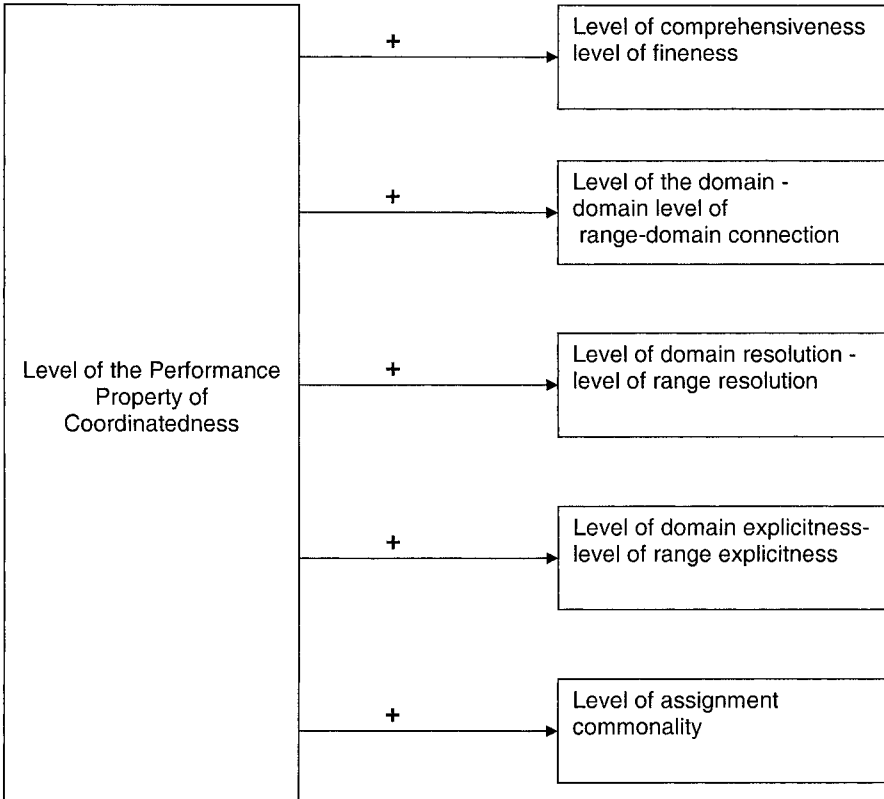 +
Level of comprehensiveness
level of fineness
+
Level of the domain -
domain level of
range-domain connection
Level of the Performance
Property of
Coordinatedness
+
Level of domain resolution -
level of range resolution
+
Level of domain explicitness-
level of range explicitness
+
Level of assignment
commonality